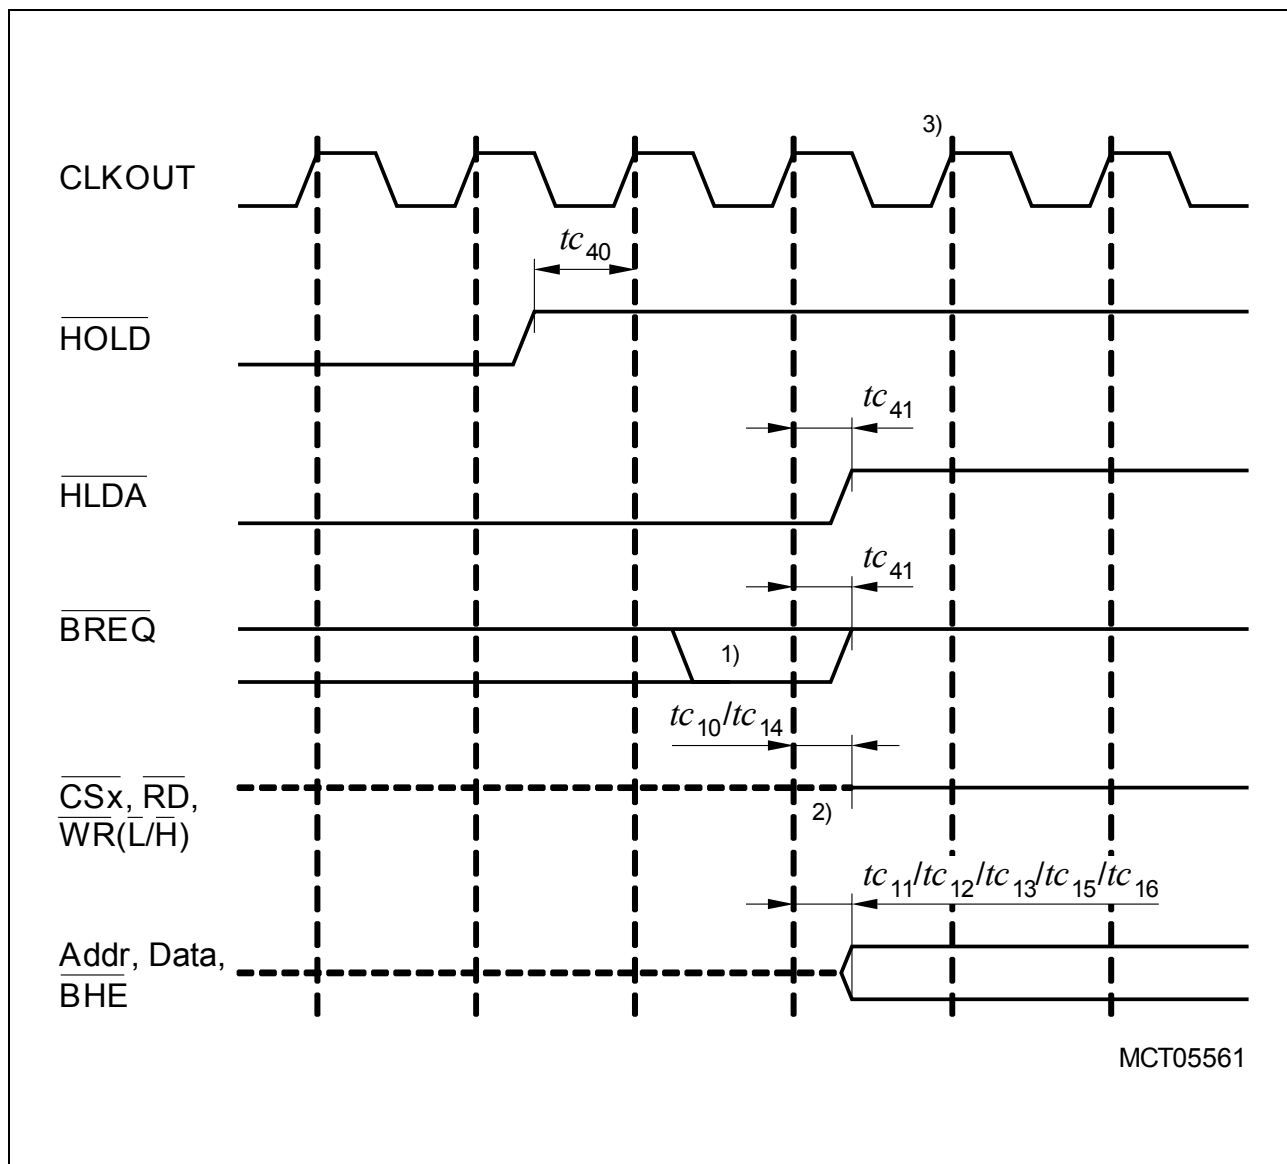 3)
CLKOUT
tc40
HOLD
tc41
HLDA
tc41
BREQ
1)
tc10/tc14
CSx, RD,
WR(L/H)
2)
tc11/tc12/tc13/tc15/tc16
Addr, Data,
BHE
MCT05561